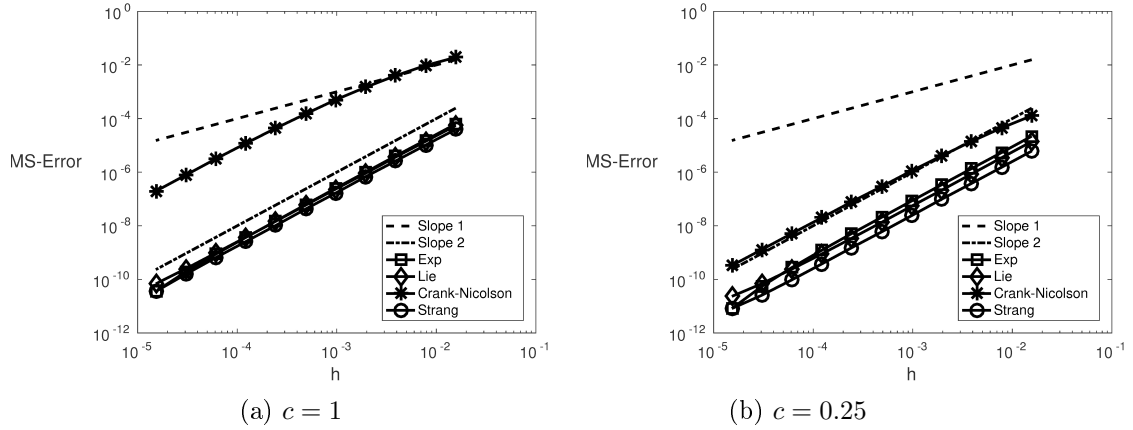 10^0
10^-2
10^-4
MS-Error
10^-6
10^-8
10^-10
10^-12
Slope 1
Slope 2
Exp
Lie
Crank-Nicolson
Strang
10^-5
10^-4
10^-3
10^-2
10^-1
h
(a) c = 1
10^0
10^-2
10^-4
MS-Error
10^-6
10^-8
10^-10
10^-12
Slope 1
Slope 2
Exp
Lie
Crank-Nicolson
Strang
10^-5
10^-4
10^-3
10^-2
10^-1
h
(b) c = 0.25